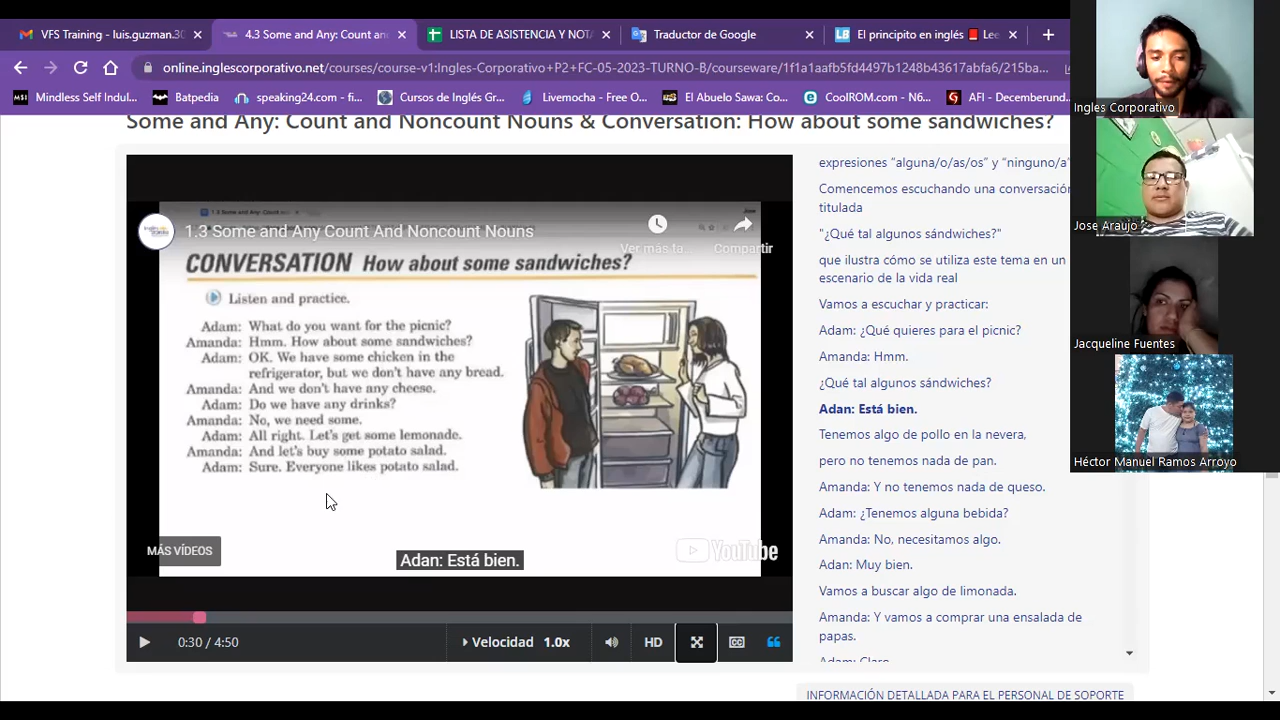 VFS Training - luis.guzman.30
4.3 Some and Any: Count and
LISTA DE ASISTENCIA Y NOTA
Traductor de Google
El principito en inglés
Lee
online.inglescorporativo.net/courses/course-v1:Ingles-Corporativo+P2+FC-05-2023-TURNO-B/courseware/1f1a1aafb5fd4497b1248b43617abfa6/215ba...
Mindless Self Indul...
Batpedia
speaking24.com - fi...
Cursos de Inglés Gr...
Livemocha - Free O...
El Abuelo Sawa: Co...
CoolROM.com - N6...
AFI - Decemberund...
Some and Any: Count and Noncount Nouns & Conversation: How about some sandwiches?
1.3 Some and Any Count And Noncount Nouns
Ver más ta...
Compartir
CONVERSATION How about some sandwiches?
Listen and practice.
Adam: What do you want for the picnic?
Amanda: Hmm. How about some sandwiches?
Adam: OK. We have some chicken in the
refrigerator, but we don't have any bread.
Amanda: And we don't have any cheese.
Adam: Do we have any drinks?
Amanda: No, we need some.
Adam: All right. Let's get some lemonade.
Amanda: And let's buy some potato salad.
Adam: Sure. Everyone likes potato salad.
MÁS VÍDEOS
YouTube
Adan: Está bien.
0:30 / 4:50
Velocidad 1.0x
HD
expresiones “alguna/o/as/os” y “ninguno/a”
Comencemos escuchando una conversación
titulada
"¿Qué tal algunos sándwiches?"
que ilustra cómo se utiliza este tema en un
escenario de la vida real
Vamos a escuchar y practicar:
Adam: ¿Qué quieres para el picnic?
Amanda: Hmm.
¿Qué tal algunos sándwiches?
Adan: Está bien.
Tenemos algo de pollo en la nevera,
pero no tenemos nada de pan.
Amanda: Y no tenemos nada de queso.
Adam: ¿Tenemos alguna bebida?
Amanda: No, necesitamos algo.
Adan: Muy bien.
Vamos a buscar algo de limonada.
Amanda: Y vamos a comprar una ensalada de
papas.
Adam: Claro
INFORMACIÓN DETALLADA PARA EL PERSONAL DE SOPORTE
Ingles Corporativo
Jose Araujo
Jacqueline Fuentes
Héctor Manuel Ramos Arroyo